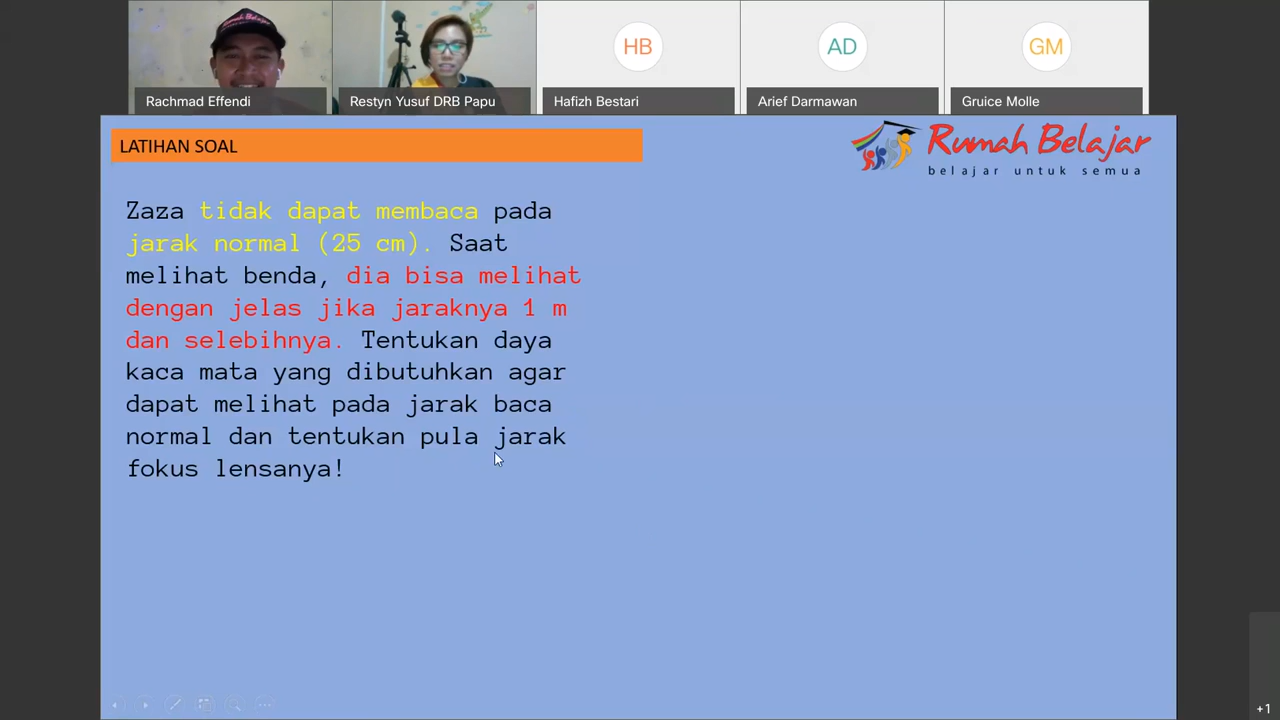 HB
AD
GM
Rachmad Effendi
Restyn Yusuf DRB Papu
Hafizh Bestari
Arief Darmawan
Gruice Molle
LATIHAN SOAL
Rumah Belajar
belajar untuk semua
Zaza tidak dapat membaca pada
jarak normal (25 cm). Saat
melihat benda, dia bisa melihat
dengan jelas jika jaraknya 1 m
dan selebihnya. Tentukan daya
kaca mata yang dibutuhkan agar
dapat melihat pada jarak baca
normal dan tentukan pula jarak
fokus lensanya!
+1